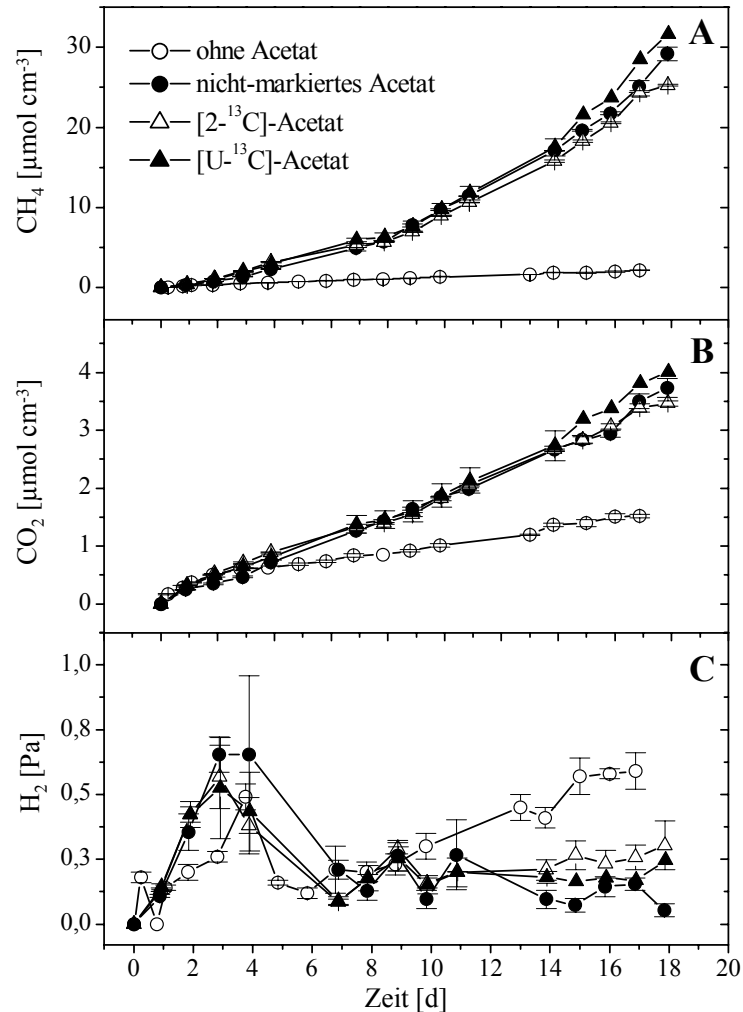 A
30
20
10
0
CH₄ [µmol cm⁻³]
ohne Acetat
nicht-markiertes Acetat
[2-¹³C]-Acetat
[U-¹³C]-Acetat
B
4
3
2
1
0
CO₂ [µmol cm⁻³]
C
1,0
0,8
0,5
0,3
0,0
H₂ [Pa]
0 2 4 6 8 10 12 14 16 18 20
Zeit [d]